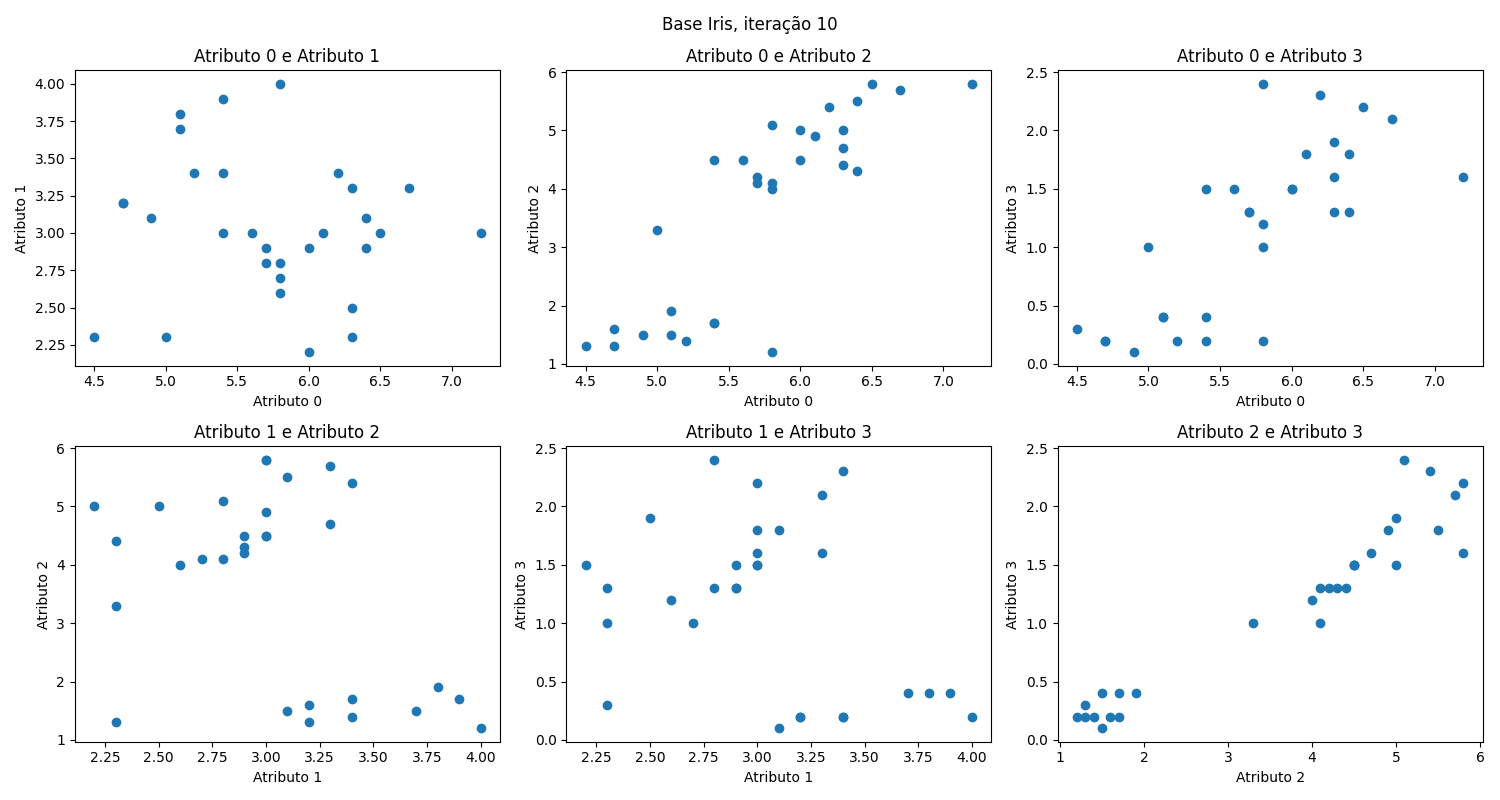 Base Iris, iteração 10
Atributo 0 e Atributo 1
4.00
3.75
3.50
3.25
3.00
2.75
2.50
2.25
Atributo 1
4.5 5.0 5.5 6.0 6.5 7.0
Atributo 0
Atributo 0 e Atributo 2
6
5
4
3
2
1
Atributo 2
4.5 5.0 5.5 6.0 6.5 7.0
Atributo 0
Atributo 0 e Atributo 3
2.5
2.0
1.5
1.0
0.5
0.0
Atributo 3
4.5 5.0 5.5 6.0 6.5 7.0
Atributo 0
Atributo 1 e Atributo 2
6
5
4
3
2
1
Atributo 2
2.25 2.50 2.75 3.00 3.25 3.50 3.75 4.00
Atributo 1
Atributo 1 e Atributo 3
2.5
2.0
1.5
1.0
0.5
0.0
Atributo 3
2.25 2.50 2.75 3.00 3.25 3.50 3.75 4.00
Atributo 1
Atributo 2 e Atributo 3
2.5
2.0
1.5
1.0
0.5
0.0
Atributo 3
1 2 3 4 5 6
Atributo 2